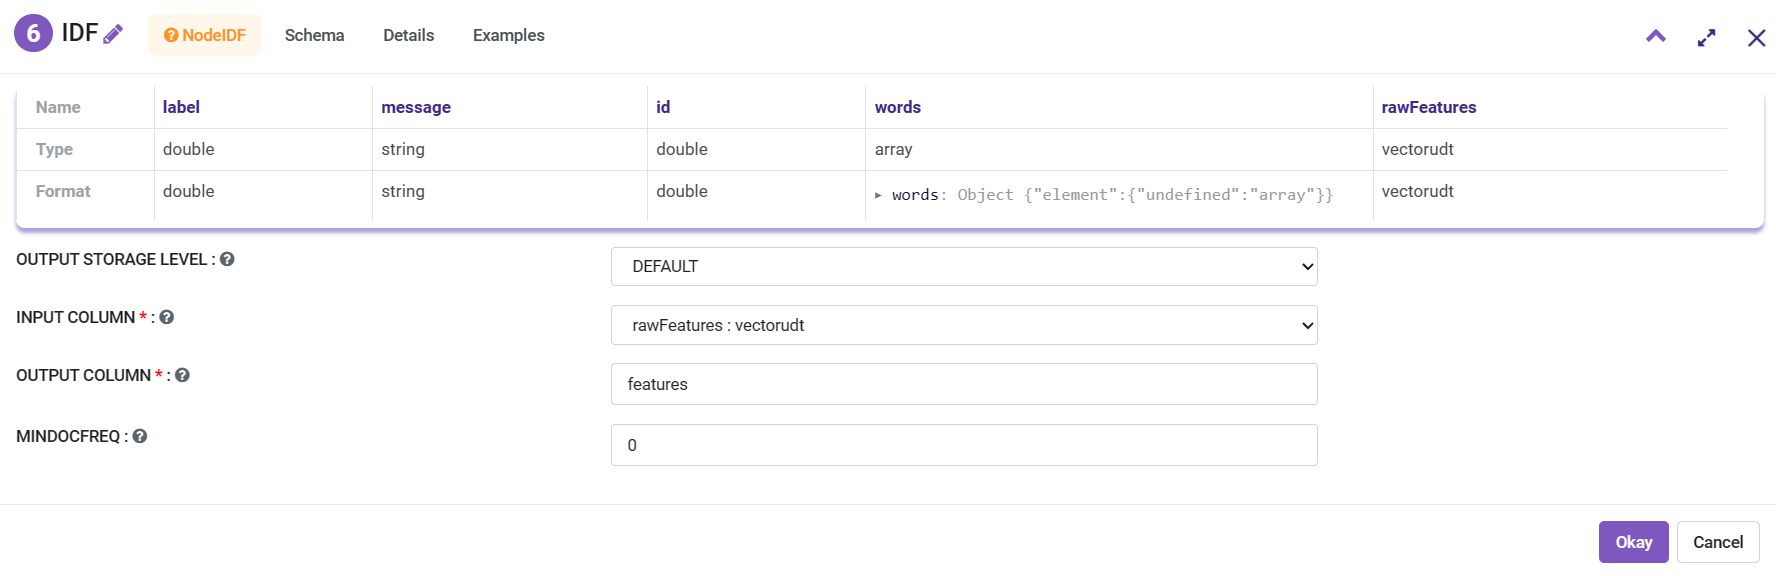 6 IDF NodeIDF Schema Details Examples
Name label message id words rawFeatures
Type double string double array vectorudt
Format double string double ▸ words: Object {"element":{"undefined":"array"}} vectorudt
OUTPUT STORAGE LEVEL : DEFAULT
INPUT COLUMN * : rawFeatures : vectorudt
OUTPUT COLUMN * : features
MINDOCFREQ : 0
Okay Cancel